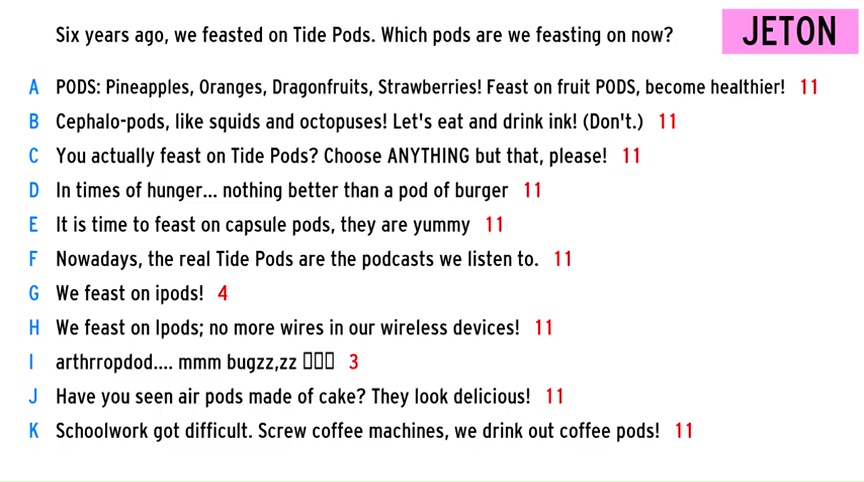 Six years ago, we feasted on Tide Pods. Which pods are we feasting on now?
JETON
A PODS: Pineapples, Oranges, Dragonfruits, Strawberries! Feast on fruit PODS, become healthier! 11
B Cephalo-pods, like squids and octopuses! Let's eat and drink ink! (Don't.) 11
C You actually feast on Tide Pods? Choose ANYTHING but that, please! 11
D In times of hunger... nothing better than a pod of burger 11
E It is time to feast on capsule pods, they are yummy 11
F Nowadays, the real Tide Pods are the podcasts we listen to. 11
G We feast on ipods! 4
H We feast on Ipods; no more wires in our wireless devices! 11
I arthrropdod.... mmm bugzz,zz 3
J Have you seen air pods made of cake? They look delicious! 11
K Schoolwork got difficult. Screw coffee machines, we drink out coffee pods! 11